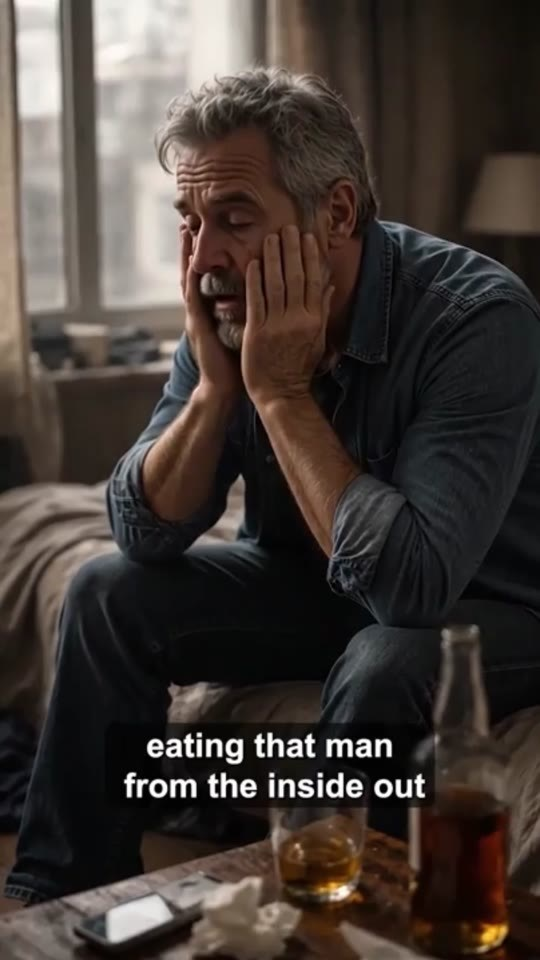 eating that man
from the inside out